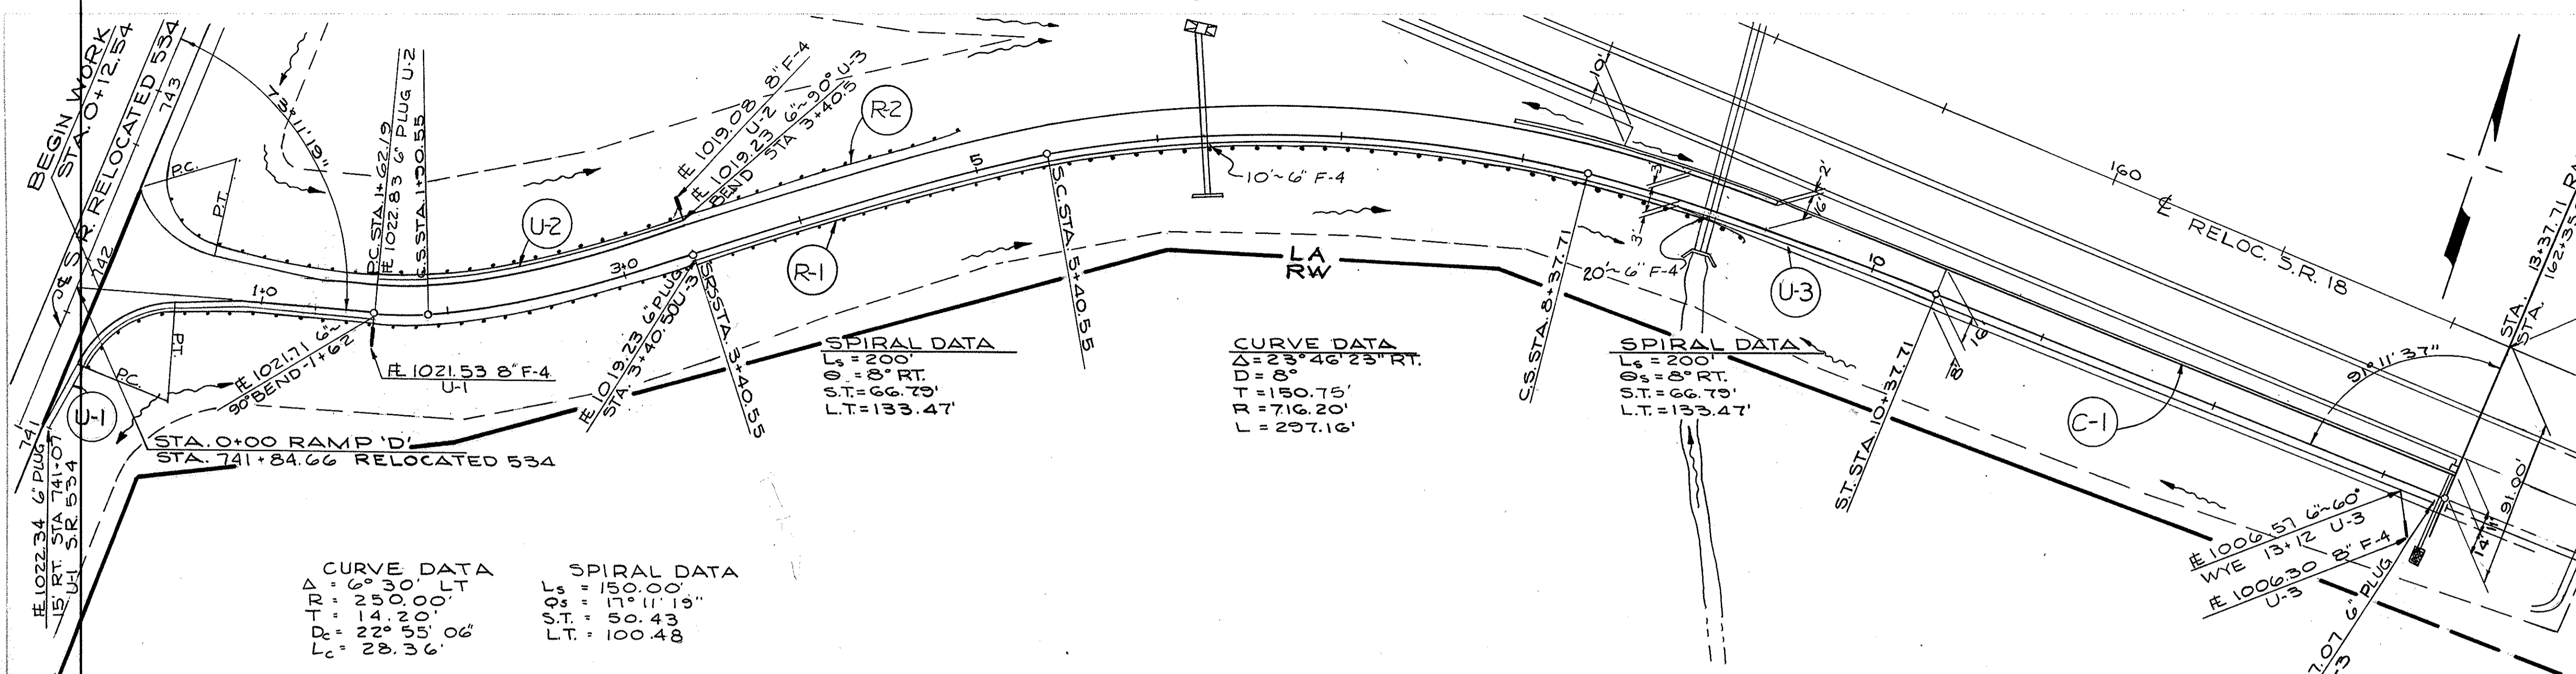 BEGIN WORK
STA. 0+12.54
S.R. RELOCATED 534
743
742
741
73°11'19"
P.C.
P.T.
P.C. STA. 1+62.19
₤ 1022.83 6" PLUG U-2
C.S. STA. 1+90.55
₤ 1019.08 8" F-4
U-2
₤ 1019.23 6"~90° U-3
BEND STA 3+40.5
R-2
U-2
1+0
3+0
5
R-1
P.T.
P.C.
U-1
₤ 1021.71 6"~
90° BEND-1+62
₤ 1021.53 8" F-4
U-1
STA. 0+00 RAMP 'D'
STA. 741+84.66 RELOCATED 534
₤ 1022.34 6" PLUG
15' RT. STA 741+07
U-1 S.R. 534
₤ 1019.23 6" PLUG
STA. 3+40.50 U-3
S.R.S. STA. 3+40.55
S.C. STA. 5+40.55
10'~6" F-4
LA
RW
SPIRAL DATA
Ls = 200'
Θ = 8° RT.
S.T. = 66.79'
L.T. = 133.47'
CURVE DATA
Δ = 23° 46' 23" RT.
D = 8°
T = 150.75'
R = 716.20'
L = 297.16'
C.S. STA. 8+37.71
SPIRAL DATA
Ls = 200'
Θs = 8° RT.
S.T. = 66.79'
L.T. = 133.47'
10'
3'
3'
2'
6'
20'~6" F-4
U-3
10
160
℄ RELOC. S.R. 18
S.T. STA. 10+37.71
16'
8'
C-1
91°11'37"
STA. 13+37.71
STA.
91.00'
14'
₤ 1006.57 6"~60°
WYE 13+12 U-3
₤ 1006.30 8" F-4
U-3
6" PLUG
CURVE DATA
Δ = 6° 30' LT
R = 250.00'
T = 14.20'
Dc = 22° 55' 06"
Lc = 28.36'
SPIRAL DATA
Ls = 150.00'
Θs = 17° 11' 19"
S.T. = 50.43
L.T. = 100.48